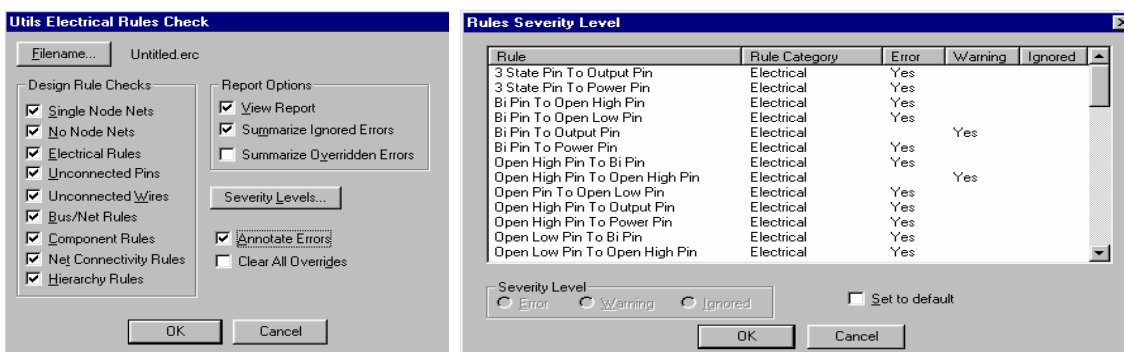 Utils Electrical Rules Check
Filename... Untitled.erc
Design Rule Checks
Single Node Nets
No Node Nets
Electrical Rules
Unconnected Pins
Unconnected Wires
Bus/Net Rules
Component Rules
Net Connectivity Rules
Hierarchy Rules
Report Options
View Report
Summarize Ignored Errors
Summarize Overridden Errors
Severity Levels...
Annotate Errors
Clear All Overrides
OK Cancel
Rules Severity Level
Rule Rule Category Error Warning Ignored
3 State Pin To Output Pin Electrical Yes
3 State Pin To Power Pin Electrical Yes
Bi Pin To Open High Pin Electrical Yes
Bi Pin To Open Low Pin Electrical Yes
Bi Pin To Output Pin Electrical Yes
Bi Pin To Power Pin Electrical Yes
Open High Pin To Bi Pin Electrical Yes
Open High Pin To Open High Pin Electrical Yes
Open Pin To Open Low Pin Electrical Yes
Open High Pin To Output Pin Electrical Yes
Open High Pin To Power Pin Electrical Yes
Open Low Pin To Bi Pin Electrical Yes
Open Low Pin To Open High Pin Electrical Yes
Severity Level
Error Warning Ignored
Set to default
OK Cancel